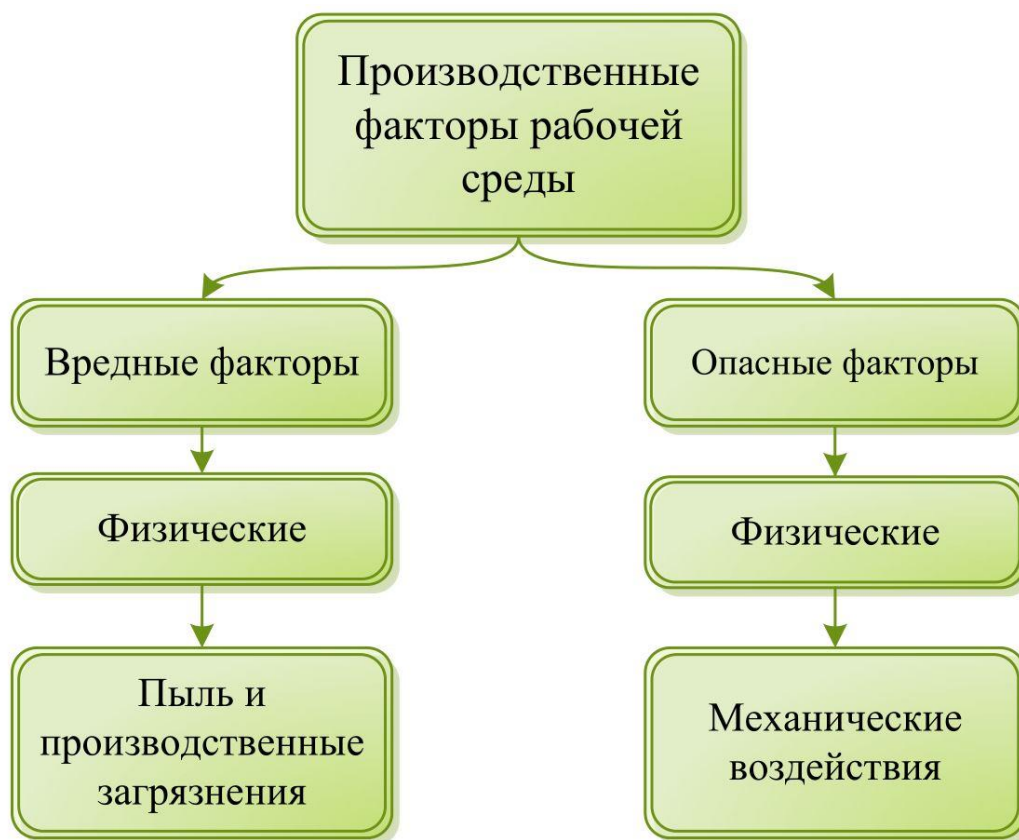 Производственные
факторы рабочей
среды
Вредные факторы
Опасные факторы
Физические
Физические
Пыль и
производственные
загрязнения
Механические
воздействия